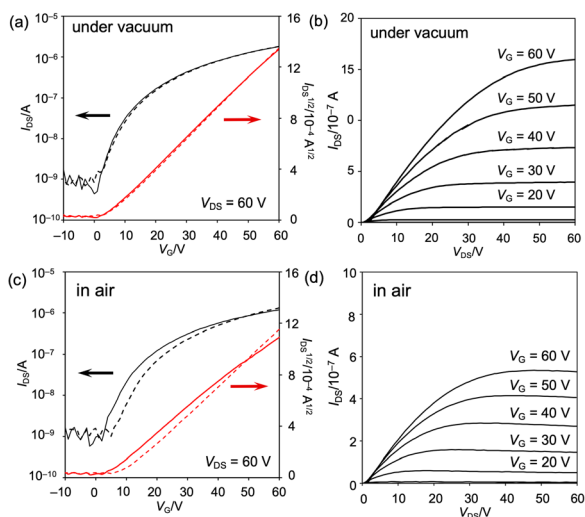 (a)
under vacuum
10⁻⁵
10⁻⁶
10⁻⁷
10⁻⁸
10⁻⁹
10⁻¹⁰
I_DS/A
16
12
8
4
0
I_DS^1/2/10⁻⁴ A^1/2
V_DS = 60 V
−10 0 10 20 30 40 50 60
V_G/V
(b)
under vacuum
20
15
0
5
0
I_DS/10⁻⁷ A
V_G = 60 V
V_G = 50 V
V_G = 40 V
V_G = 30 V
V_G = 20 V
0 10 20 30 40 50 60
V_DS/V
(c)
in air
10⁻⁵
10⁻⁶
10⁻⁷
10⁻⁸
10⁻⁹
10⁻¹⁰
I_DS/A
16
12
8
4
0
I_DS^1/2/10⁻⁴ A^1/2
V_DS = 60 V
−10 0 10 20 30 40 50 60
V_G/V
(d)
in air
10
8
6
4
2
0
I_DS/10⁻⁷ A
V_G = 60 V
V_G = 50 V
V_G = 40 V
V_G = 30 V
V_G = 20 V
0 10 20 30 40 50 60
V_DS/V